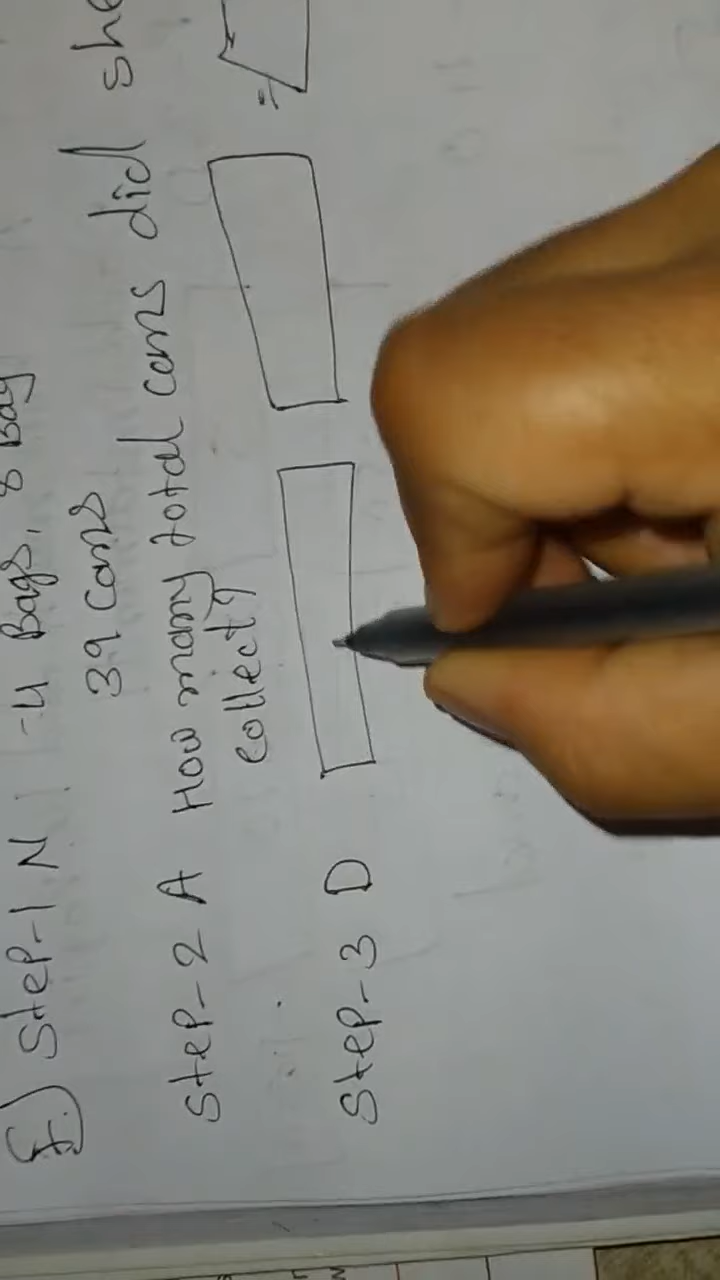 £.) Step-1 N 4 Bags, 8 Bag
39 Cans
Step-2 A How many total cans did she
collect?
Step-3 D =